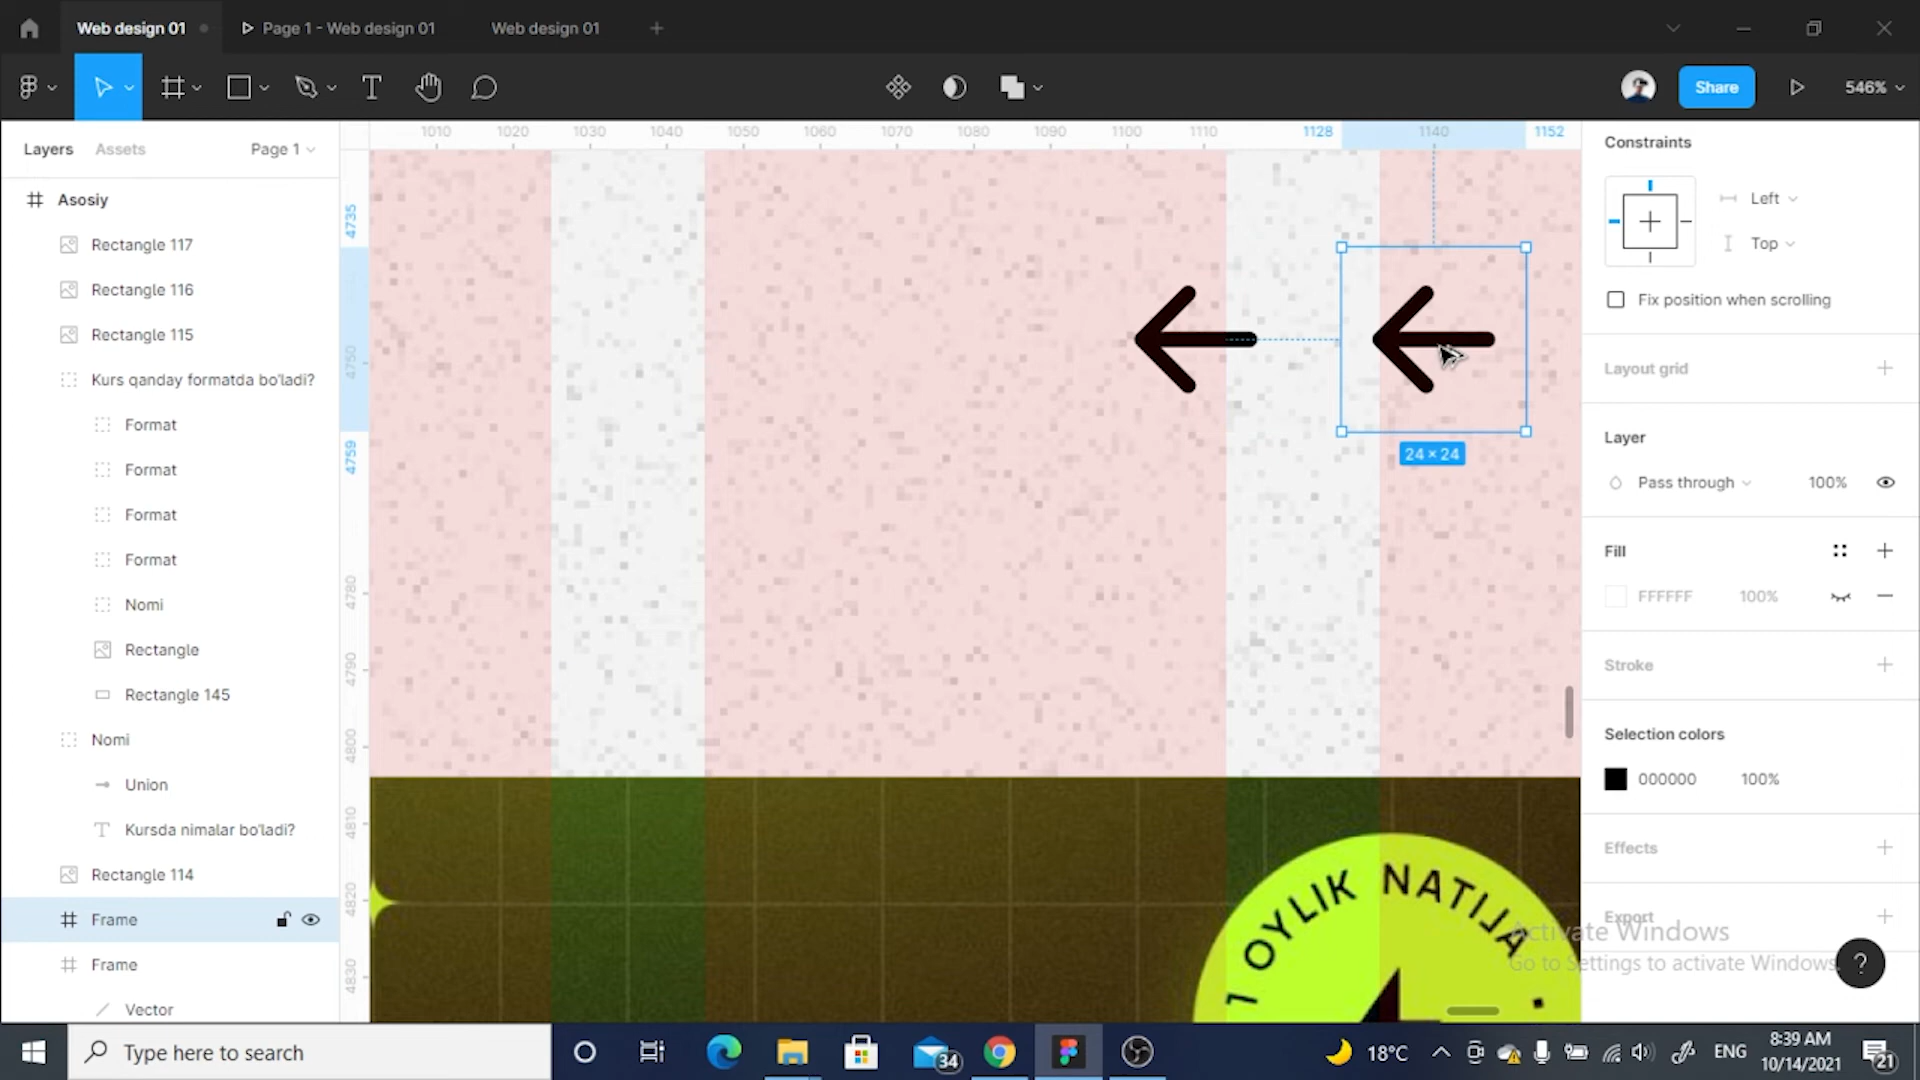 Web design 01
Page 1 - Web design 01
Web design 01
Share
546%
Layers
Assets
Page 1
1010
1020
1030
1040
1050
1060
1070
1080
1090
1100
1110
1128
1140
1152
Constraints
Left
Top
Fix position when scrolling
Layout grid
Layer
Pass through
100%
Fill
FFFFFF
100%
Stroke
Selection colors
000000
100%
Effects
Export
Asosiy
Rectangle 117
Rectangle 116
Rectangle 115
Kurs qanday formatda bo'ladi?
Format
Format
Format
Format
Nomi
Rectangle
Rectangle 145
Nomi
Union
Kursda nimalar bo'ladi?
Rectangle 114
Frame
Frame
Vector
4735
4750
4759
4780
4790
4800
4810
4820
4830
24 × 24
1 OYLIK NATIJA
Activate Windows
Go to Settings to activate Windows.
?
Type here to search
34
18°C
ENG
8:39 AM
10/14/2021
21